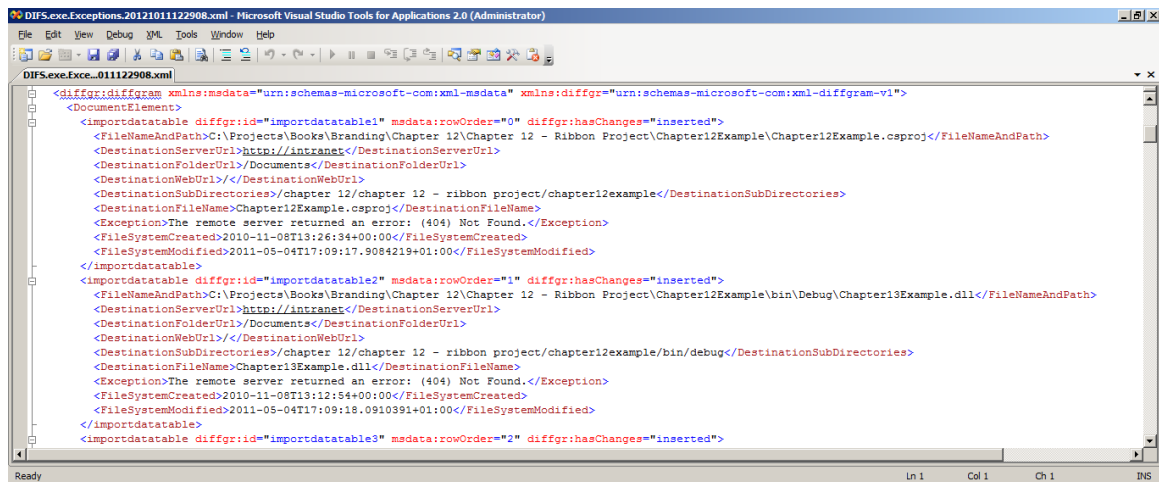 DIFS.exe.Exceptions.20121011122908.xml - Microsoft Visual Studio Tools for Applications 2.0 (Administrator)
File Edit View Debug XML Tools Window Help
DIFS.exe.Exce...011122908.xml
<diffgr:diffgram xmlns:msdata="urn:schemas-microsoft-com:xml-msdata" xmlns:diffgr="urn:schemas-microsoft-com:xml-diffgram-v1">
<DocumentElement>
<importdatatable diffgr:id="importdatatable1" msdata:rowOrder="0" diffgr:hasChanges="inserted">
<FileNameAndPath>C:\Projects\Books\Branding\Chapter 12\Chapter 12 - Ribbon Project\Chapter12Example\Chapter12Example.csproj</FileNameAndPath>
<DestinationServerUrl>http://intranet</DestinationServerUrl>
<DestinationFolderUrl>/Documents</DestinationFolderUrl>
<DestinationWebUrl>/</DestinationWebUrl>
<DestinationSubDirectories>/chapter 12/chapter 12 - ribbon project/chapter12example</DestinationSubDirectories>
<DestinationFileName>Chapter12Example.csproj</DestinationFileName>
<Exception>The remote server returned an error: (404) Not Found.</Exception>
<FileSystemCreated>2010-11-08T13:26:34+00:00</FileSystemCreated>
<FileSystemModified>2011-05-04T17:09:17.9084219+01:00</FileSystemModified>
</importdatatable>
<importdatatable diffgr:id="importdatatable2" msdata:rowOrder="1" diffgr:hasChanges="inserted">
<FileNameAndPath>C:\Projects\Books\Branding\Chapter 12\Chapter 12 - Ribbon Project\Chapter12Example\bin\Debug\Chapter13Example.dll</FileNameAndPath>
<DestinationServerUrl>http://intranet</DestinationServerUrl>
<DestinationFolderUrl>/Documents</DestinationFolderUrl>
<DestinationWebUrl>/</DestinationWebUrl>
<DestinationSubDirectories>/chapter 12/chapter 12 - ribbon project/chapter12example/bin/debug</DestinationSubDirectories>
<DestinationFileName>Chapter13Example.dll</DestinationFileName>
<Exception>The remote server returned an error: (404) Not Found.</Exception>
<FileSystemCreated>2010-11-08T13:12:54+00:00</FileSystemCreated>
<FileSystemModified>2011-05-04T17:09:18.0910391+01:00</FileSystemModified>
</importdatatable>
<importdatatable diffgr:id="importdatatable3" msdata:rowOrder="2" diffgr:hasChanges="inserted">
Ready Ln 1 Col 1 Ch 1 INS